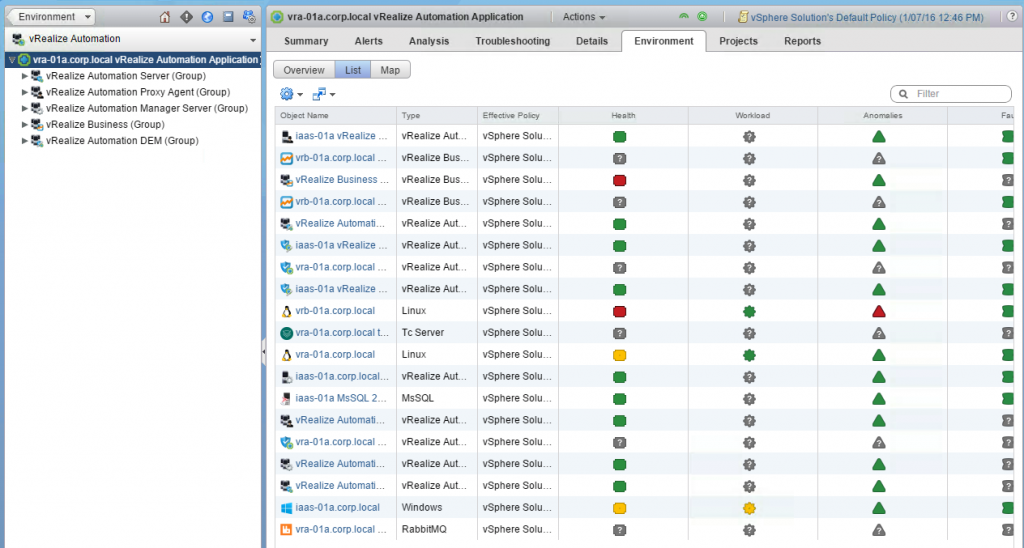 Environment
vRealize Automation
vra-01a.corp.local vRealize Automation Application
vRealize Automation Server (Group)
vRealize Automation Proxy Agent (Group)
vRealize Automation Manager Server (Group)
vRealize Business (Group)
vRealize Automation DEM (Group)
vra-01a.corp.local vRealize Automation Application Actions vSphere Solution's Default Policy (1/07/16 12:46 PM) ?
Summary Alerts Analysis Troubleshooting Details Environment Projects Reports
Overview List Map
Filter
Object Name Type Effective Policy Health Workload Anomalies Fau
iaas-01a vRealize ... vRealize Aut... vSphere Solu... ?
vrb-01a.corp.local ... vRealize Bus... vSphere Solu... ? ? ?
vRealize Business ... vRealize Bus... vSphere Solu... ? ?
vrb-01a.corp.local ... vRealize Bus... vSphere Solu... ? ? ?
vRealize Automati... vRealize Aut... vSphere Solu... ?
iaas-01a vRealize ... vRealize Aut... vSphere Solu... ?
vra-01a.corp.local ... vRealize Aut... vSphere Solu... ? ? ? ?
iaas-01a vRealize ... vRealize Aut... vSphere Solu... ?
vrb-01a.corp.local Linux vSphere Solu...
vra-01a.corp.local t... Tc Server vSphere Solu... ? ? ? ?
vra-01a.corp.local Linux vSphere Solu...
iaas-01a.corp.local... vRealize Aut... vSphere Solu... ?
iaas-01a MsSQL 2... MsSQL vSphere Solu... ?
vRealize Automati... vRealize Aut... vSphere Solu... ? ?
vra-01a.corp.local ... vRealize Aut... vSphere Solu... ? ? ? ?
vRealize Automati... vRealize Aut... vSphere Solu... ? ?
vRealize Automati... vRealize Aut... vSphere Solu... ? ?
iaas-01a.corp.local Windows vSphere Solu...
vra-01a.corp.local ... RabbitMQ vSphere Solu... ? ? ? ?